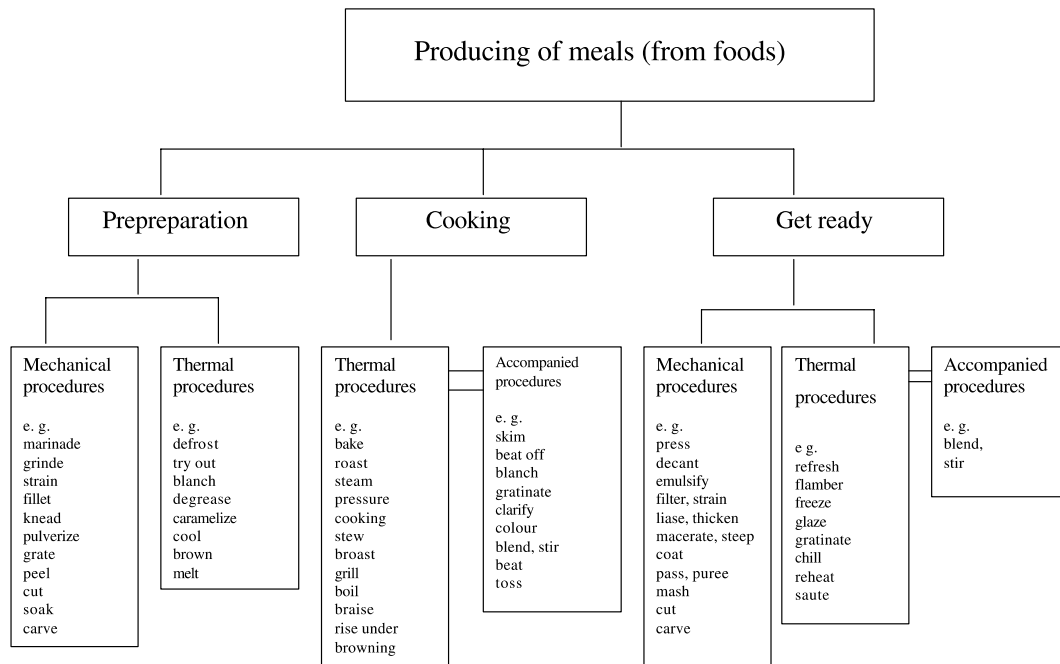 Producing of meals (from foods)
Prepreparation
Cooking
Get ready
Mechanical
procedures
e. g.
marinade
grinde
strain
fillet
knead
pulverize
grate
peel
cut
soak
carve
Thermal
procedures
e. g.
defrost
try out
blanch
degrease
caramelize
cool
brown
melt
Thermal
procedures
e. g.
bake
roast
steam
pressure
cooking
stew
broast
grill
boil
braise
rise under
browning
Accompanied
procedures
e. g.
skim
beat off
blanch
gratinate
clarify
colour
blend, stir
beat
toss
Mechanical
procedures
e. g.
press
decant
emulsify
filter, strain
liase, thicken
macerate, steep
coat
pass, puree
mash
cut
carve
Thermal
procedures
e g.
refresh
flamber
freeze
glaze
gratinate
chill
reheat
saute
Accompanied
procedures
e. g.
blend,
stir